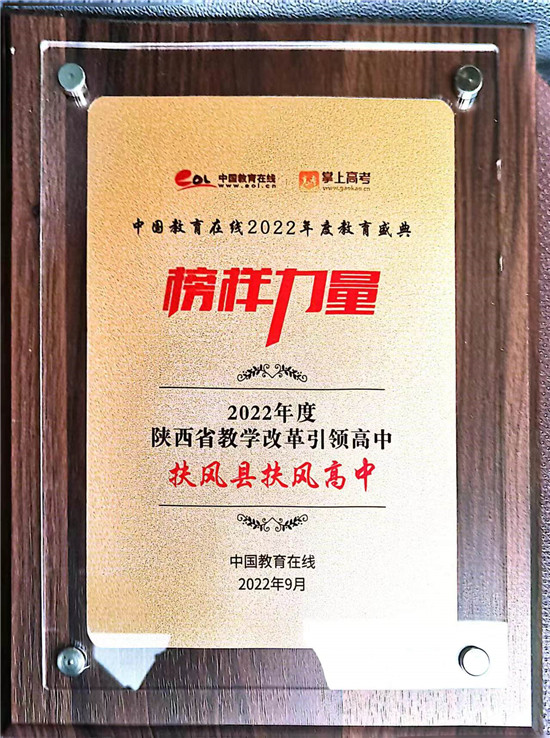 eol 中国教育在线 掌上高考
www.eol.cn www.gaokao.cn
中国教育在线2022年度教育盛典
榜样力量
2022年度
陕西省教学改革引领高中
扶风县扶风高中
中国教育在线
2022年9月